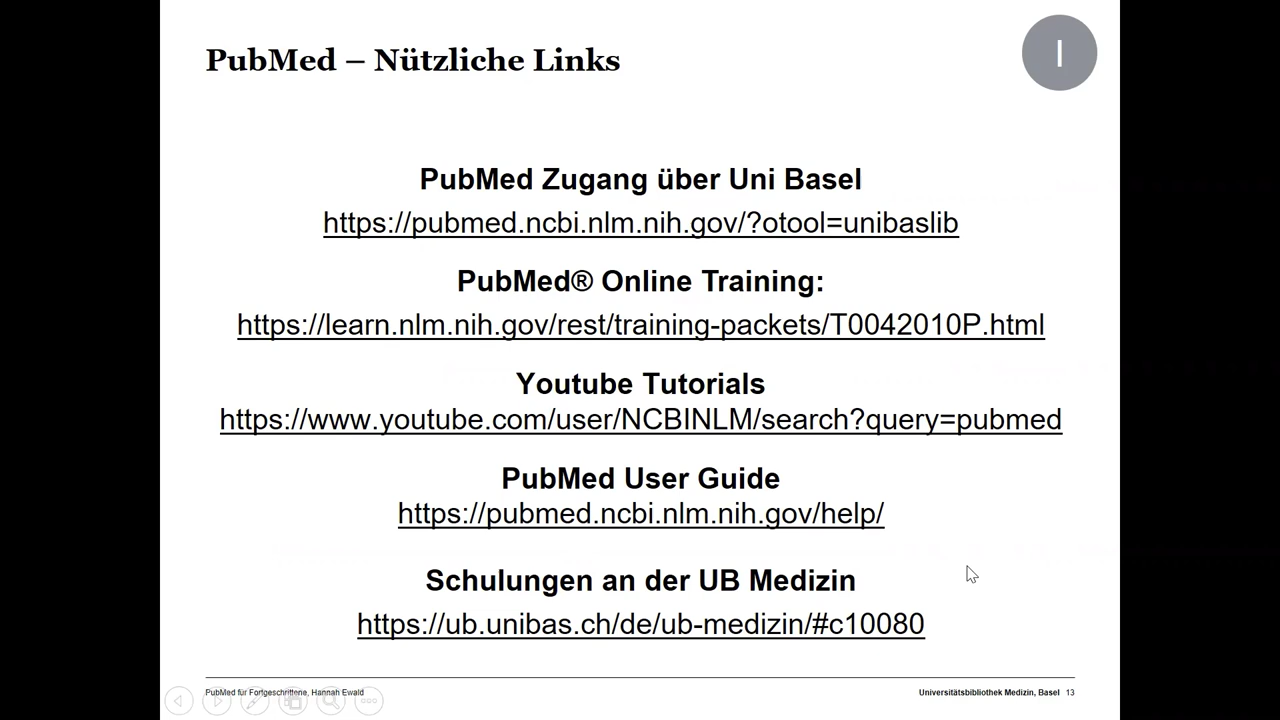 PubMed – Nützliche Links
I
PubMed Zugang über Uni Basel
https://pubmed.ncbi.nlm.nih.gov/?otool=unibaslib
PubMed® Online Training:
https://learn.nlm.nih.gov/rest/training-packets/T0042010P.html
Youtube Tutorials
https://www.youtube.com/user/NCBINLM/search?query=pubmed
PubMed User Guide
https://pubmed.ncbi.nlm.nih.gov/help/
Schulungen an der UB Medizin
https://ub.unibas.ch/de/ub-medizin/#c10080
PubMed für Fortgeschrittene, Hannah Ewald
Universitätsbibliothek Medizin, Basel 13